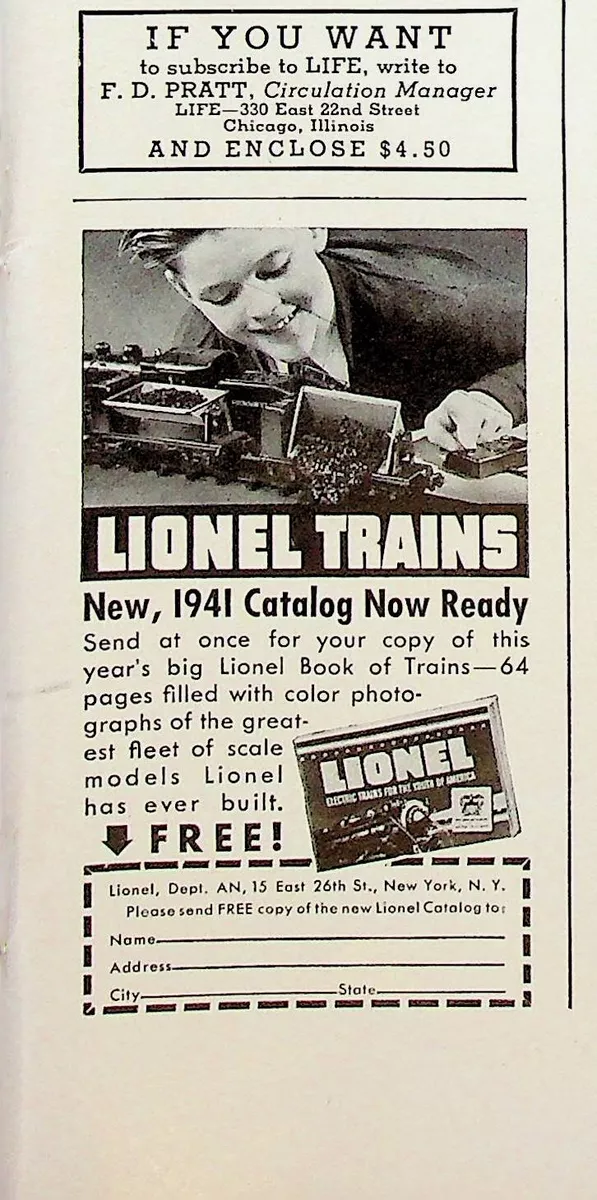 IF YOU WANT
to subscribe to LIFE, write to
F. D. PRATT, Circulation Manager
LIFE—330 East 22nd Street
Chicago, Illinois
AND ENCLOSE $4.50
LIONEL TRAINS
New, 1941 Catalog Now Ready
Send at once for your copy of this
year's big Lionel Book of Trains—64
pages filled with color photo-
graphs of the great-
est fleet of scale
models Lionel
has ever built.
FREE!
LIONEL
ELECTRIC TRAINS FOR THE YOUTH OF AMERICA
Lionel, Dept. AN, 15 East 26th St., New York, N. Y.
Please send FREE copy of the new Lionel Catalog to:
Name
Address
City State